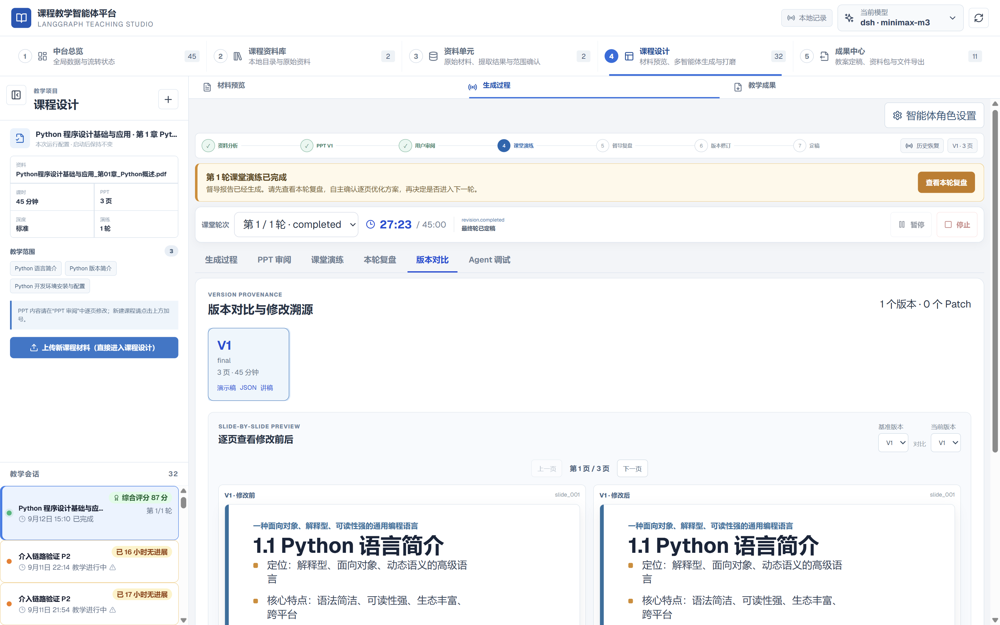 课程教学智能体平台
LANGGRAPH TEACHING STUDIO
本地记录
当前模型
dsh · minimax-m3
1
中台总览
全局数据与流转状态
45
2
课程资料库
本地目录与原始资料
2
3
资料单元
原始材料、提取结果与范围确认
2
4
课程设计
材料预览、多智能体生成与打磨
32
5
成果中心
教案定稿、资料包与文件导出
11
教学项目
课程设计
Python 程序设计基础与应用 · 第 1 章 Pyt...
本次运行配置 · 启动后保持不变
资料
Python程序设计基础与应用_第01章_Python概述.pdf
课时
45 分钟
PPT
3 页
深度
标准
演练
1 轮
教学范围
3
Python 语言简介
Python 版本简介
Python 开发环境安装与配置
PPT 内容请在“PPT 审阅”中逐页修改；新建课程请点击上方加
号。
上传新课程材料（直接进入课程设计）
教学会话
32
综合评分 87 分
Python 程序设计基础与应...
第 1/1 轮
9月12日 15:10 已完成
已 16 小时无进展
介入链路验证 P2
9月11日 22:14 教学进行中
已 17 小时无进展
介入链路验证 P2
9月11日 21:54 教学进行中
材料预览
生成过程
教学成果
智能体角色设置
✓ 资料分析
✓ PPT V1
✓ 用户审阅
4 课堂演练
5 督导复盘
6 版本修订
7 定稿
历史恢复
V1 · 3 页
第 1 轮课堂演练已完成
督导报告已经生成。请先查看本轮复盘，自主确认逐页优化方案，再决定是否进入下一轮。
查看本轮复盘
课堂轮次
第 1 / 1 轮 · completed
27:23 / 45:00
revision.completed
最终轮已定稿
暂停
停止
生成过程
PPT 审阅
课堂演练
本轮复盘
版本对比
Agent 调试
VERSION PROVENANCE
版本对比与修改溯源
1 个版本 · 0 个 Patch
V1
final
3 页 · 45 分钟
演示稿 JSON 讲稿
SLIDE-BY-SLIDE PREVIEW
逐页查看修改前后
基准版本
V1
对比
当前版本
V1
上一页
第 1 页 / 3 页
下一页
V1 · 修改前
slide_001
一种面向对象、解释型、可读性强的通用编程语言
1.1 Python 语言简介
定位：解释型、面向对象、动态语义的高级语
言
核心特点：语法简洁、可读性强、生态丰富、
跨平台
V1 · 修改后
slide_001
一种面向对象、解释型、可读性强的通用编程语言
1.1 Python 语言简介
定位：解释型、面向对象、动态语义的高级语
言
核心特点：语法简洁、可读性强、生态丰富、
跨平台